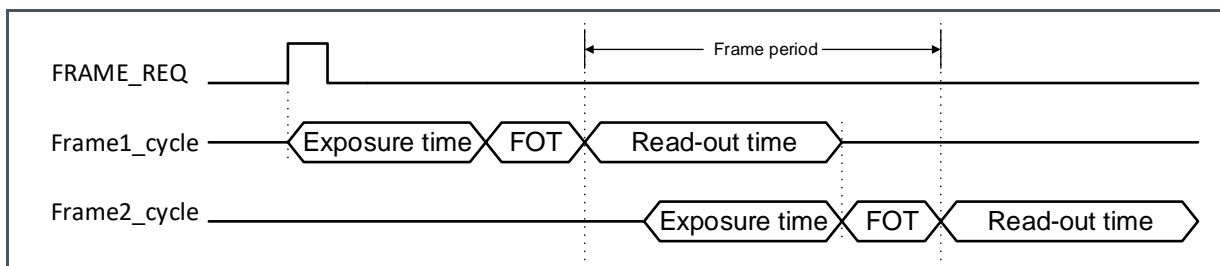 Frame period
FRAME_REQ
Frame1_cycle Exposure time FOT Read-out time
Frame2_cycle Exposure time FOT Read-out time